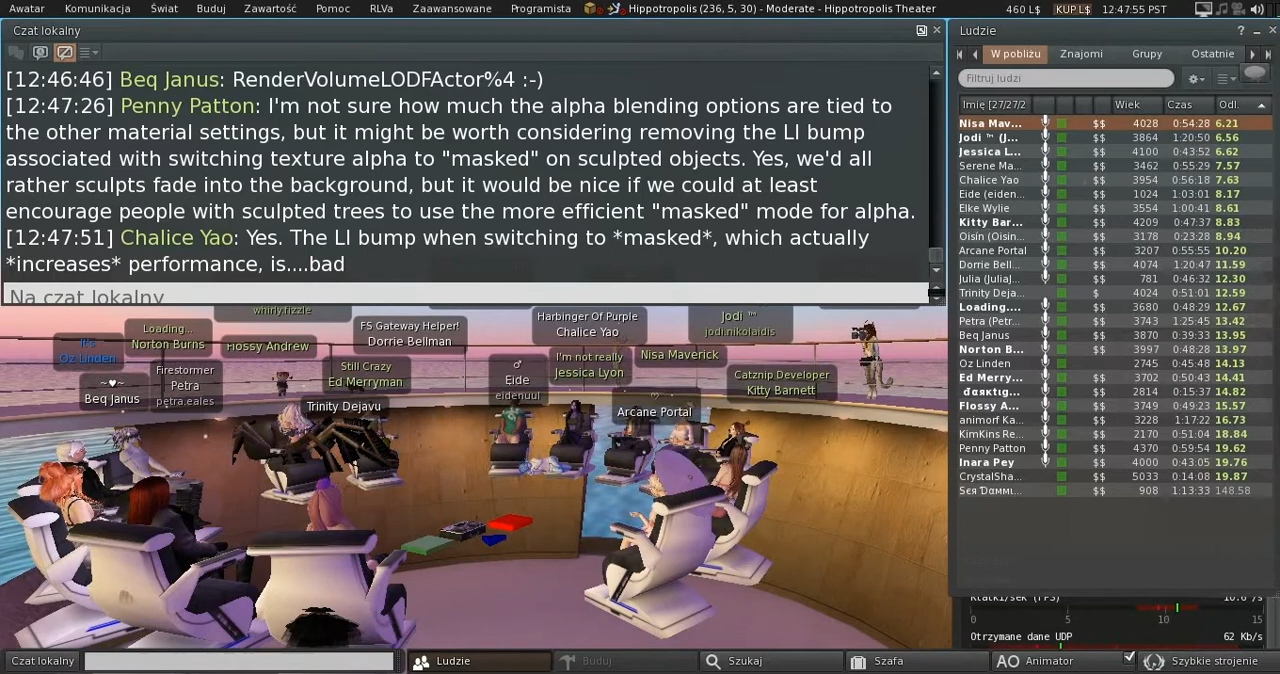 Awatar Komunikacja Świat Buduj Zawartość Pomoc RLVa Zaawansowane Programista Hippotropolis (236, 5, 30) - Moderate - Hippotropolis Theater 460 L$ KUP L$ 12:47:55 PST
Czat lokalny
[12:46:46] Beq Janus: RenderVolumeLODFActor%4 :-)
[12:47:26] Penny Patton: I'm not sure how much the alpha blending options are tied to
the other material settings, but it might be worth considering removing the LI bump
associated with switching texture alpha to "masked" on sculpted objects. Yes, we'd all
rather sculpts fade into the background, but it would be nice if we could at least
encourage people with sculpted trees to use the more efficient "masked" mode for alpha.
[12:47:51] Chalice Yao: Yes. The LI bump when switching to *masked*, which actually
*increases* performance, is....bad
Na czat lokalny
whirly.fizzle
It's
Oz Linden
Loading...
Norton Burns
Flossy Andrew
FS Gateway Helper!
Dorrie Bellman
Harbinger Of Purple
Chalice Yao
Jodi ™
jodi.nikolaidis
~♥~
Beq Janus
Firestormer
Petra
petra.eales
Still Crazy
Ed Merryman
Trinity Dejavu
♂
Eide
eidenuul
I'm not really
Jessica Lyon
Nisa Maverick
Catznip Developer
Kitty Barnett
Arcane Portal
Ludzie
W pobliżu Znajomi Grupy Ostatnie
Filtruj ludzi
Imię [27/27/2 Wiek Czas Odl.
Nisa Mav... $$ 4028 0:54:28 6.21
Jodi ™ (J... $$ 3864 1:20:50 6.56
Jessica L... $$ 4100 0:43:52 6.62
Serene Ma... $$ 3462 0:55:29 7.57
Chalice Yao $$ 3954 0:56:18 7.63
Eide (eiden... $$ 1024 1:03:01 8.17
Elke Wylie $$ 3554 1:00:41 8.61
Kitty Bar... $$ 4209 0:47:37 8.83
Oisín (Oisin... $$ 3178 0:23:28 8.94
Arcane Portal $$ 3207 0:55:55 10.20
Dorrie Bell... $$ 4074 1:20:47 11.59
Julia (JuliaJ... $$ 781 0:46:32 12.30
Trinity Deja... $ 4024 0:51:01 12.59
Loading.... $$ 3680 0:48:29 12.67
Petra (Petr... $$ 3743 1:25:45 13.42
Beq Janus $$ 3870 0:39:33 13.95
Norton B... $$ 3997 0:48:28 13.97
Oz Linden 2745 0:45:48 14.13
Ed Merry... $$ 3702 0:50:43 14.41
$$ 2814 0:15:37 14.82
Flossy A... $$ 3749 0:49:23 15.57
animorf Ka... $$ 3228 1:17:22 16.73
KimKins Re... $$ 2170 0:51:04 18.84
Penny Patton $$ 4370 0:59:54 19.62
Inara Pey $$ 4000 0:43:05 19.76
CrystalSha... $$ 5033 0:14:08 19.87
$$ 908 1:13:33 148.58
Klatki/sek (FPS) 10.6 /s
0 5 10 15
Otrzymane dane UDP 62 Kb/s
Czat lokalny Ludzie Buduj Szukaj Szafa AO Animator Szybkie strojenie